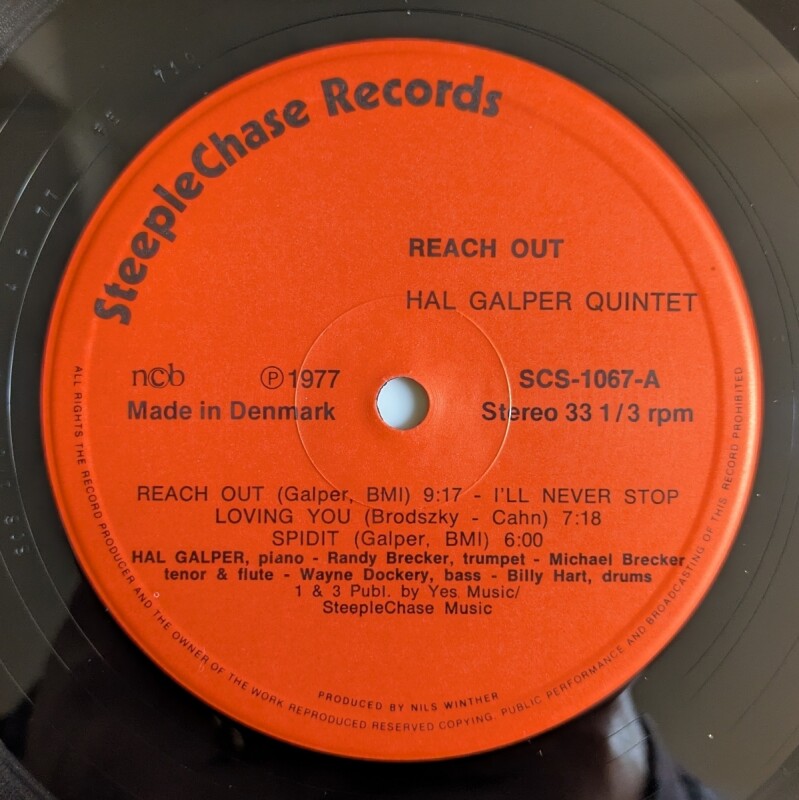 SteepleChase Records
REACH OUT
HAL GALPER QUINTET
ncb
Ⓟ 1977
SCS-1067-A
Made in Denmark
Stereo 33 1/3 rpm
REACH OUT (Galper, BMI) 9:17 - I'LL NEVER STOP
LOVING YOU (Brodszky - Cahn) 7:18
SPIDIT (Galper, BMI) 6:00
HAL GALPER, piano - Randy Brecker, trumpet - Michael Brecker
tenor & flute - Wayne Dockery, bass - Billy Hart, drums
1 & 3 Publ. by Yes Music/
SteepleChase Music
PRODUCED BY NILS WINTHER
ALL RIGHTS THE RECORD PRODUCER AND THE OWNER OF THE WORK REPRODUCED RESERVED COPYING. PUBLIC PERFORMANCE AND BROADCASTING OF THIS RECORD PROHIBITED